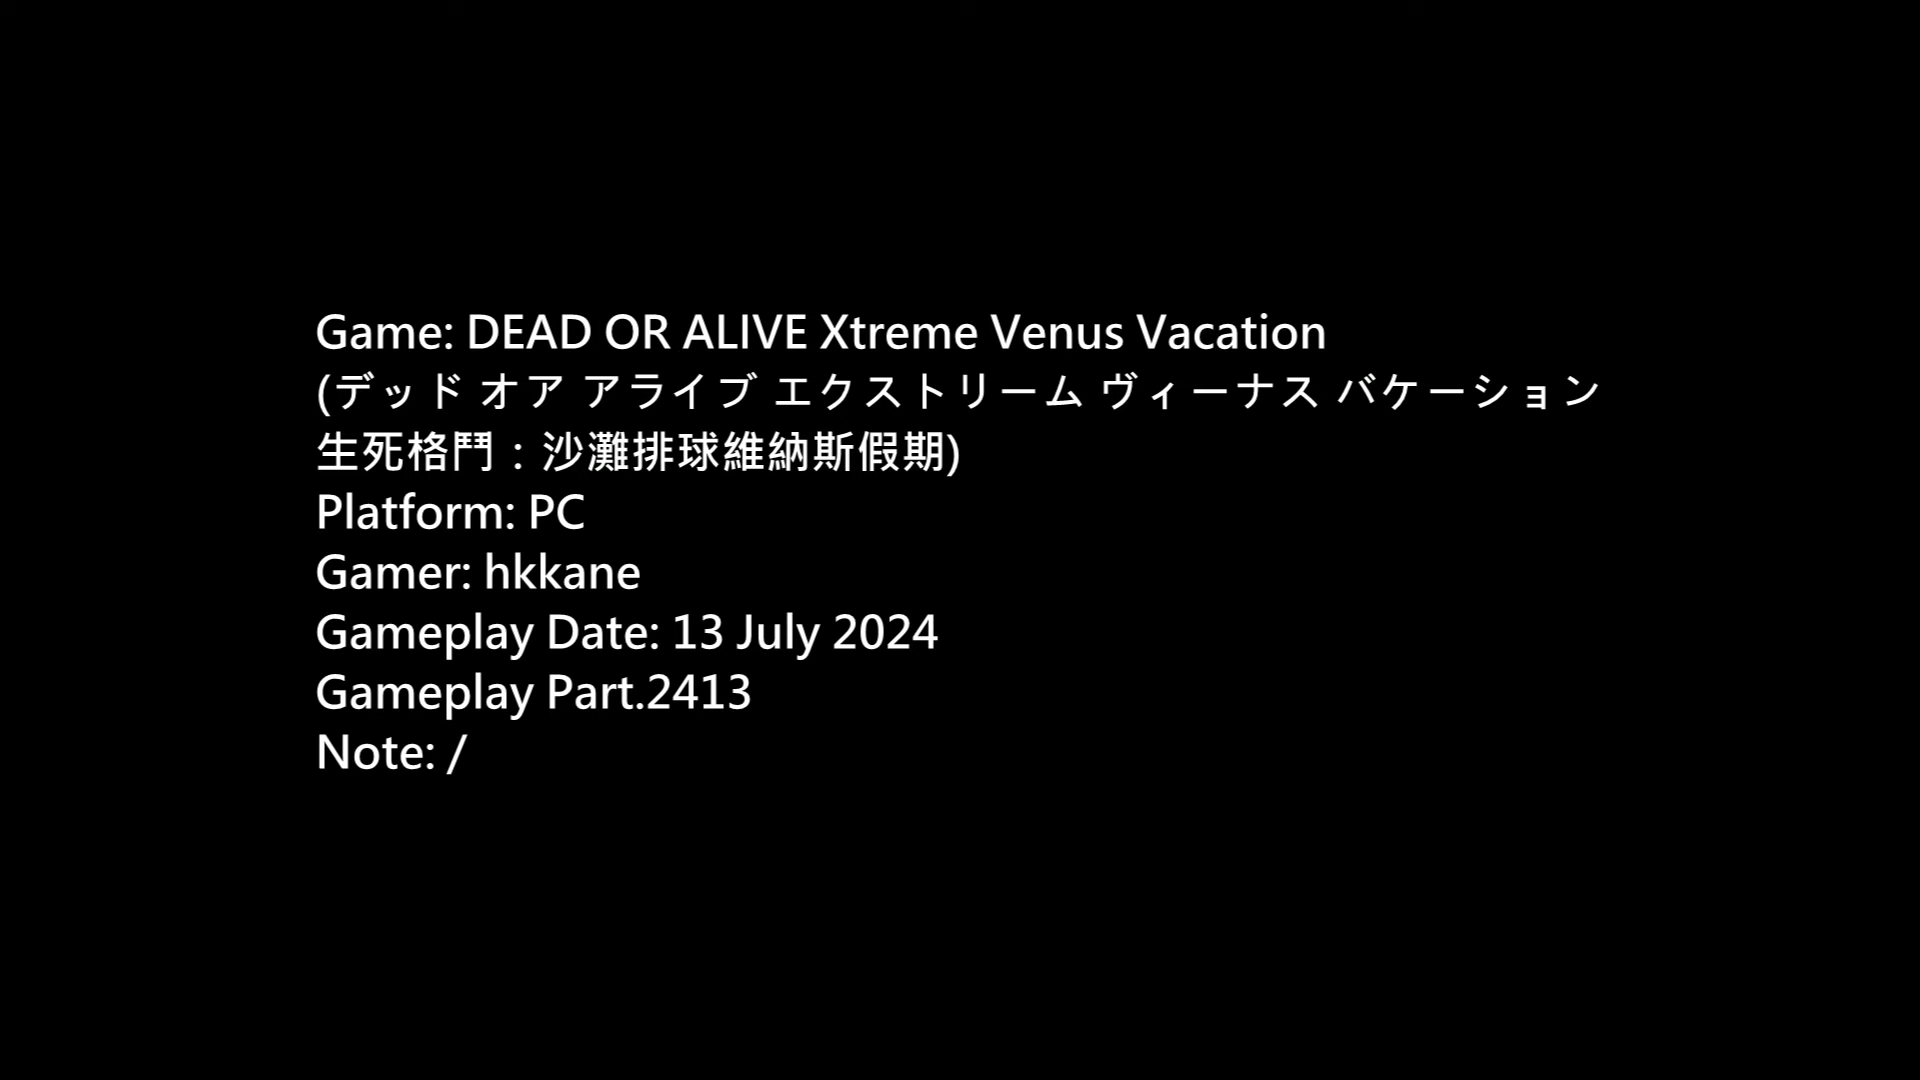 Game: DEAD OR ALIVE Xtreme Venus Vacation
(デッド オア アライブ エクストリーム ヴィーナス バケーション
生死格鬥：沙灘排球維納斯假期)
Platform: PC
Gamer: hkkane
Gameplay Date: 13 July 2024
Gameplay Part.2413
Note: /